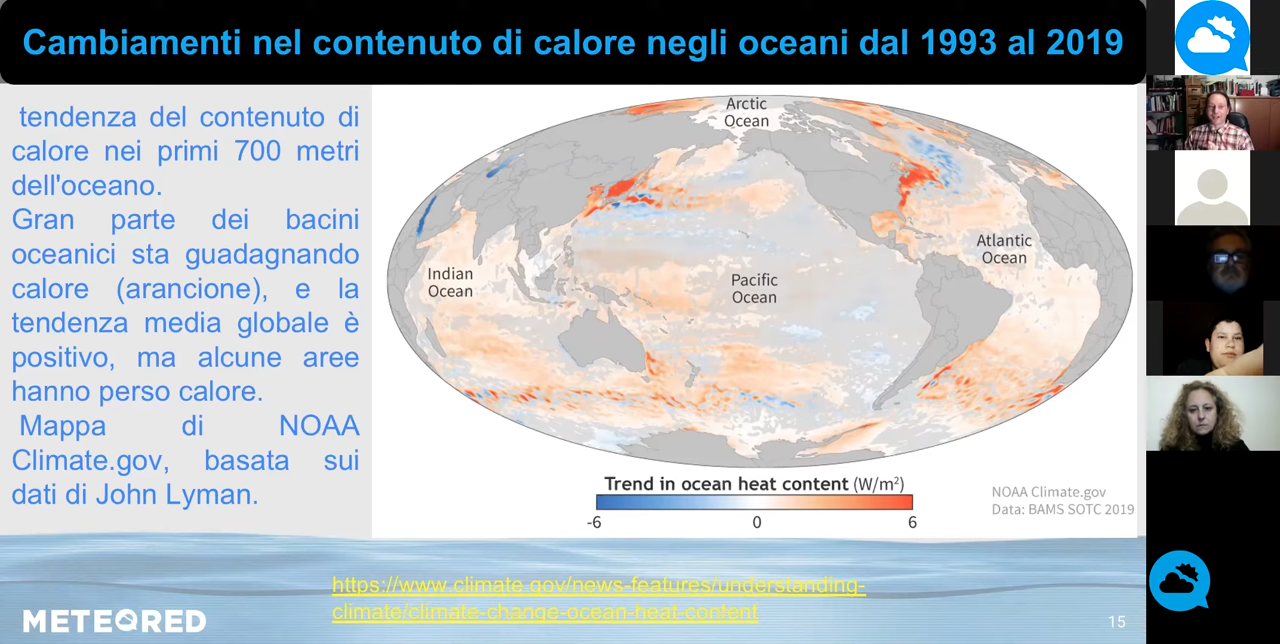 Cambiamenti nel contenuto di calore negli oceani dal 1993 al 2019
tendenza del contenuto di
calore nei primi 700 metri
dell'oceano.
Gran parte dei bacini
oceanici sta guadagnando
calore (arancione), e la
tendenza media globale è
positivo, ma alcune aree
hanno perso calore.
Mappa di NOAA
Climate.gov, basata sui
dati di John Lyman.
Arctic
Ocean
Indian
Ocean
Pacific
Ocean
Atlantic
Ocean
Trend in ocean heat content (W/m²)
-6 0 6
NOAA Climate.gov
Data: BAMS SOTC 2019
https://www.climate.gov/news-features/understanding-
climate/climate-change-ocean-heat-content
METEORED
15